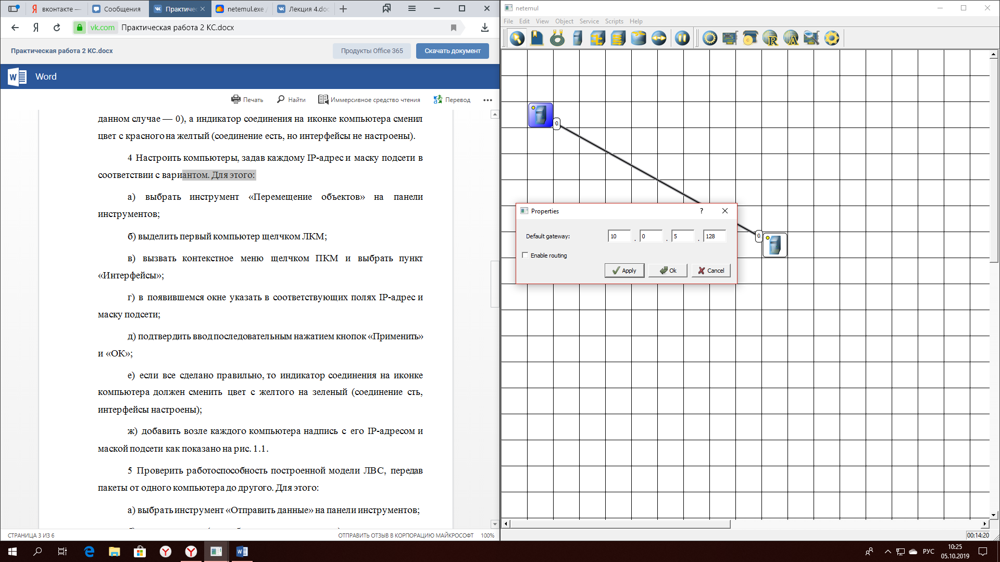 вконтакте —
Сообщения
Практичес
netemul.exe
Лекция 4.doc
vk.com
Практическая работа 2 КС.docx
Практическая работа 2 КС.docx
Продукты Office 365
Скачать документ
Word
Печать
Найти
Иммерсивное средство чтения
Перевод
данном случае — 0), а индикатор соединения на иконке компьютера сменил
цвет с красного на желтый (соединение есть, но интерфейсы не настроены).
4 Настроить компьютеры, задав каждому IP-адрес и маску подсети в
соответствии с вариантом. Для этого:
а) выбрать инструмент «Перемещение объектов» на панели
инструментов;
б) выделить первый компьютер щелчком ЛКМ;
в) вызвать контекстное меню щелчком ПКМ и выбрать пункт
«Интерфейсы»;
г) в появившемся окне указать в соответствующих полях IP-адрес и
маску подсети;
д) подтвердить ввод последовательным нажатием кнопок «Применить»
и «ОК»;
е) если все сделано правильно, то индикатор соединения на иконке
компьютера должен сменить цвет с желтого на зеленый (соединение сть,
интерфейсы настроены);
ж) добавить возле каждого компьютера надпись с его IP-адресом и
маской подсети как показано на рис. 1.1.
5 Проверить работоспособность построенной модели ЛВС, передав
пакеты от одного компьютера до другого. Для этого:
а) выбрать инструмент «Отправить данные» на панели инструментов;
СТРАНИЦА 3 ИЗ 6
ОТПРАВИТЬ ОТЗЫВ В КОРПОРАЦИЮ МАЙКРОСОФТ
100%
netemul
File Edit View Object Service Scripts Help
0
Properties
?
Default gateway:
10 . 0 . 5 . 128
0
Enable routing
Apply
Ok
Cancel
00:14:20
РУС
10:25
05.10.2019